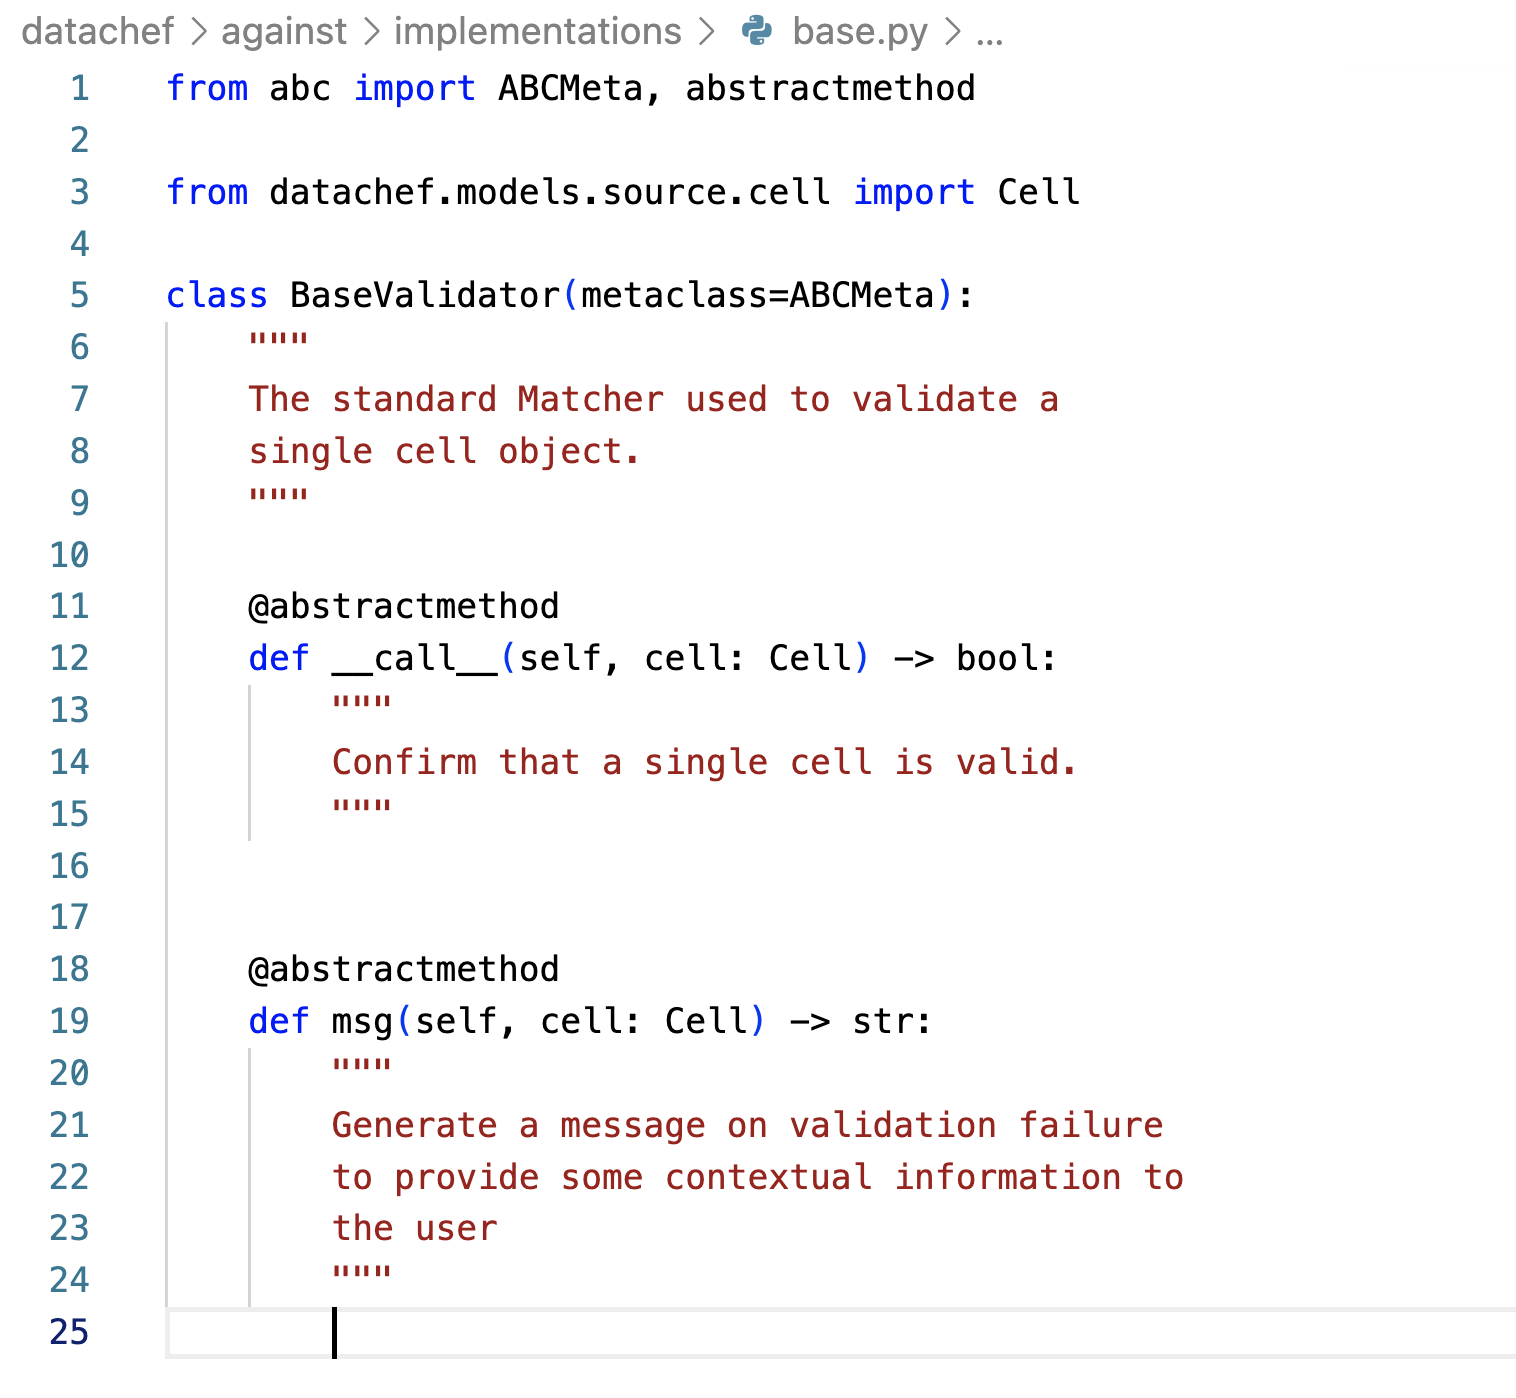 datachef > against > implementations > base.py > ...
1 from abc import ABCMeta, abstractmethod
2
3 from datachef.models.source.cell import Cell
4
5 class BaseValidator(metaclass=ABCMeta):
6     """
7     The standard Matcher used to validate a
8     single cell object.
9     """
10
11     @abstractmethod
12     def __call__(self, cell: Cell) -> bool:
13         """
14         Confirm that a single cell is valid.
15         """
16
17
18     @abstractmethod
19     def msg(self, cell: Cell) -> str:
20         """
21         Generate a message on validation failure
22         to provide some contextual information to
23         the user
24         """
25